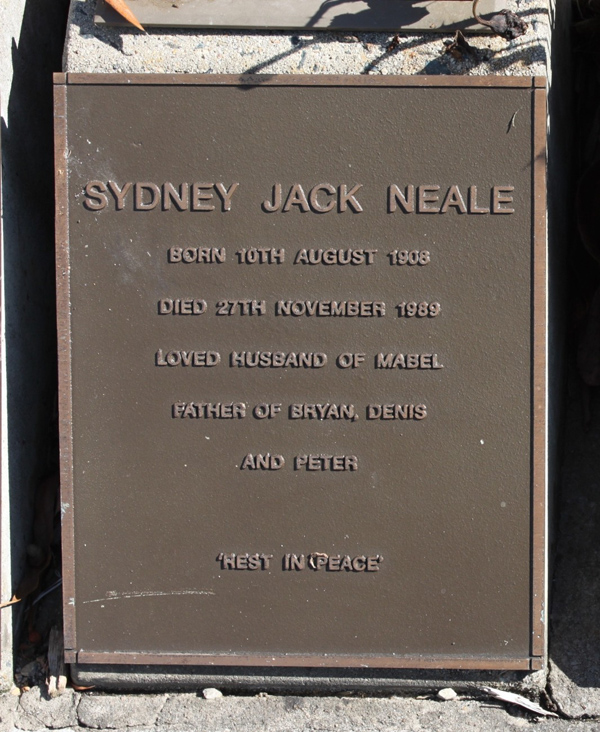 SYDNEY JACK NEALE
BORN 10TH AUGUST 1908
DIED 27TH NOVEMBER 1989
LOVED HUSBAND OF MABEL
FATHER OF BRYAN, DENIS
AND PETER
'REST IN PEACE'